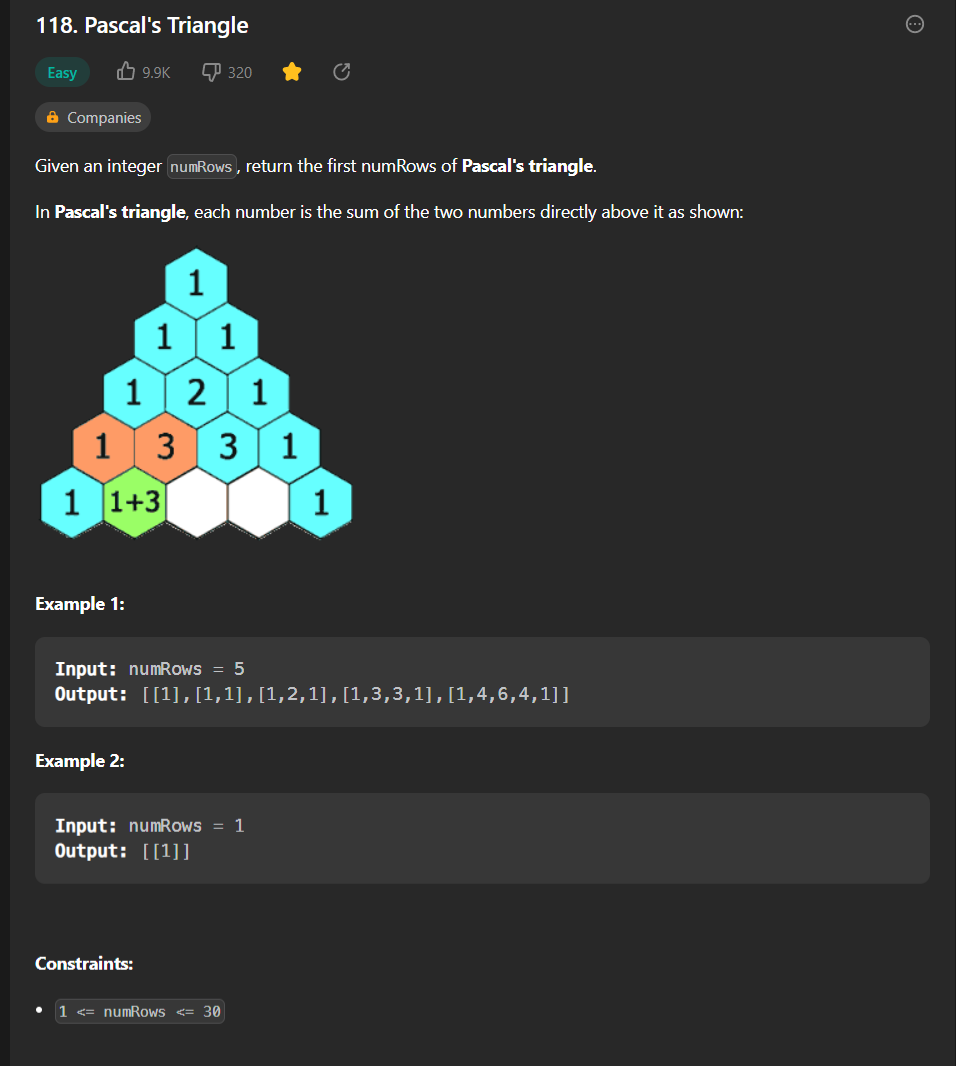 118. Pascal's Triangle
Easy 9.9K 320
Companies
Given an integer numRows, return the first numRows of Pascal's triangle.
In Pascal's triangle, each number is the sum of the two numbers directly above it as shown:
1
1 1
1 2 1
1 3 3 1
1 1+3 1
Example 1:
Input: numRows = 5
Output: [[1],[1,1],[1,2,1],[1,3,3,1],[1,4,6,4,1]]
Example 2:
Input: numRows = 1
Output: [[1]]
Constraints:
• 1 <= numRows <= 30